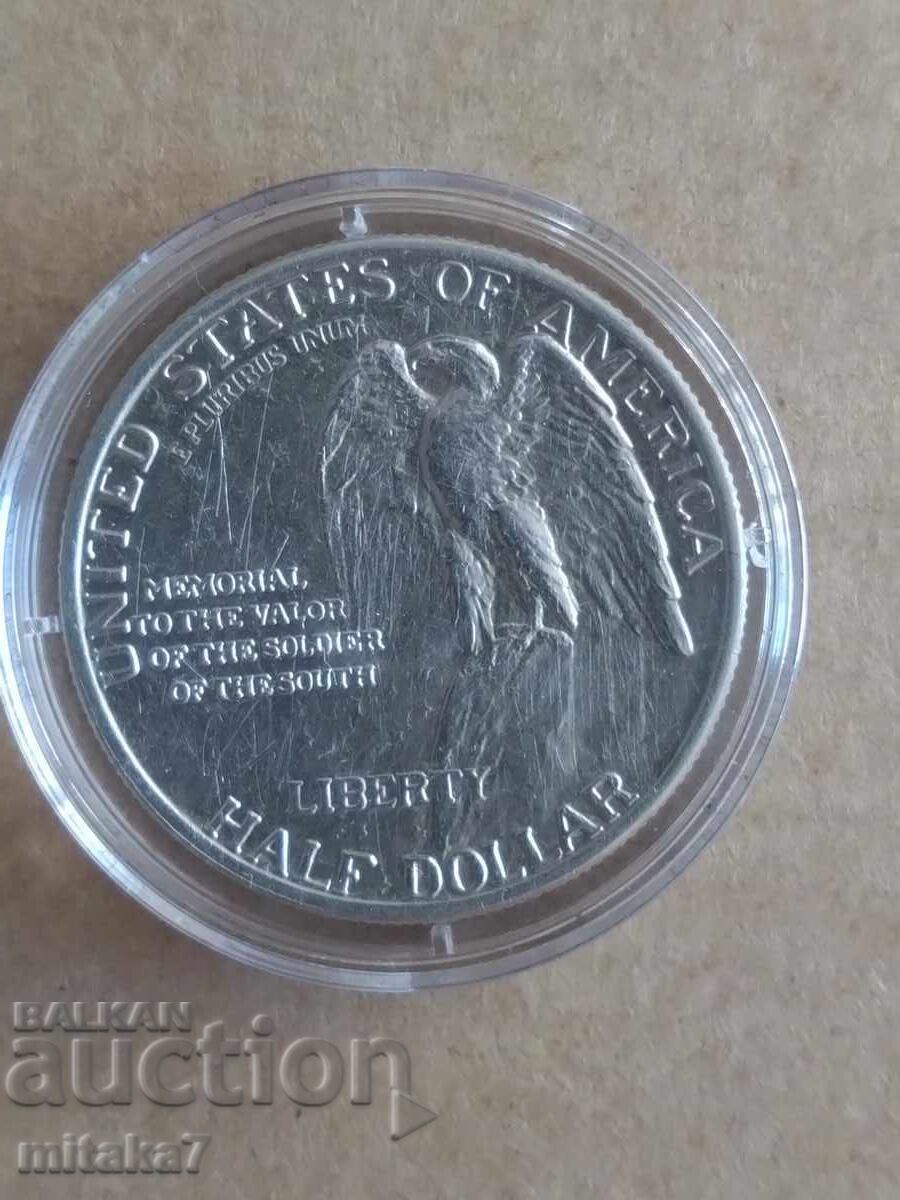 UNITED STATES OF AMERICA
E PLURIBUS UNUM
MEMORIAL
TO THE VALOR
OF THE SOLDIER
OF THE SOUTH
LIBERTY
HALF DOLLAR
BALKAN
auction
mitaka7